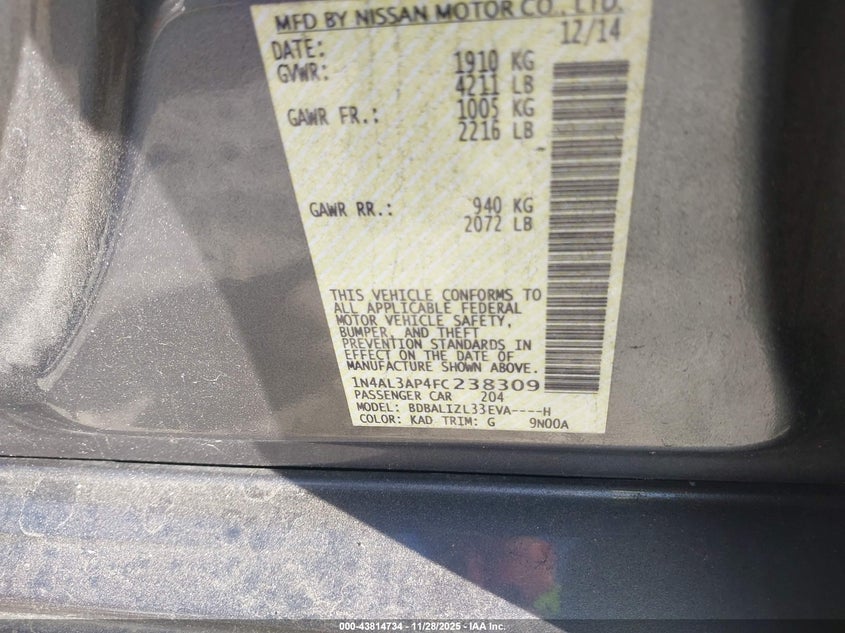 MFD BY NISSAN MOTOR CO., LTD.
DATE: 12/14
GVWR: 1910 KG
4211 LB
GAWR FR.: 1005 KG
2216 LB
GAWR RR.: 940 KG
2072 LB
THIS VEHICLE CONFORMS TO
ALL APPLICABLE FEDERAL
MOTOR VEHICLE SAFETY,
BUMPER, AND THEFT
PREVENTION STANDARDS IN
EFFECT ON THE DATE OF
MANUFACTURE SHOWN ABOVE.
1N4AL3AP4FC238309
PASSENGER CAR 204
MODEL: BDBALIZL33EVA----H
COLOR: KAD TRIM: G 9N00A
000-43814734 - 11/28/2025 - IAA Inc.